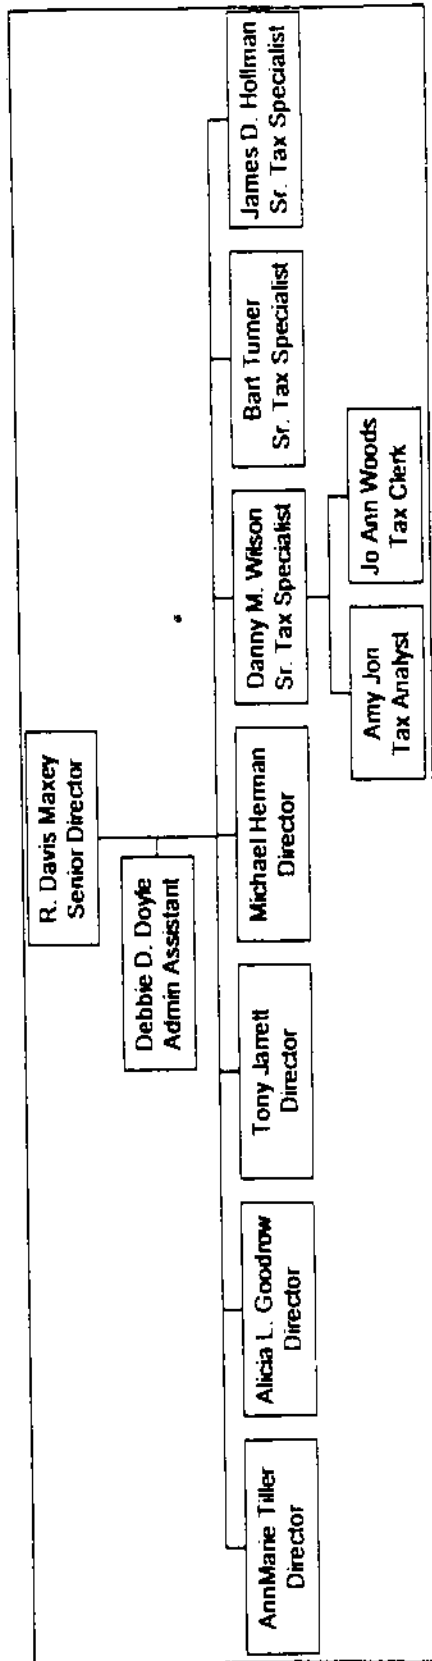 R. Davis Maxey
Senior Director
Debbie D. Doyle
Admin Assistant
AnnMarie Tiller
Director
Alicia L. Goodrow
Director
Tony Jarrett
Director
Michael Herman
Director
Danny M. Wilson
Sr. Tax Specialist
Bart Turner
Sr. Tax Specialist
James D. Hoffman
Sr. Tax Specialist
Amy Jon
Tax Analyst
Jo Ann Woods
Tax Clerk